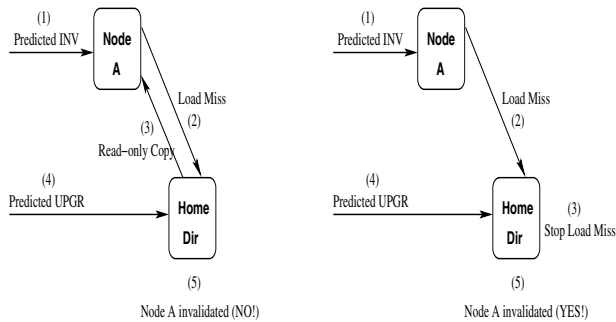 (1)
Predicted INV
Node
A
Load Miss
(2)
(3)
Read−only Copy
(4)
Predicted UPGR
Home
Dir
(5)
Node A invalidated (NO!)
(1)
Predicted INV
Node
A
Load Miss
(2)
(4)
Predicted UPGR
Home
Dir
(3)
Stop Load Miss
(5)
Node A invalidated (YES!)